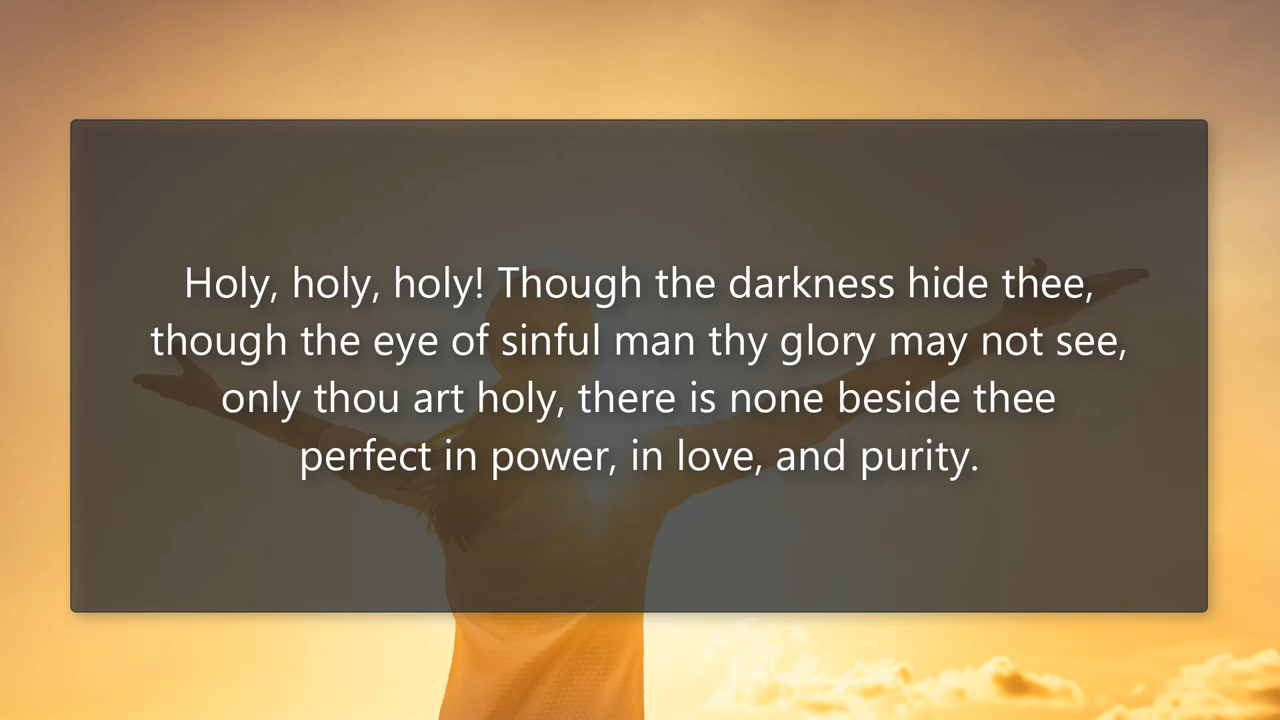 Holy, holy, holy! Though the darkness hide thee,
though the eye of sinful man thy glory may not see,
only thou art holy, there is none beside thee
perfect in power, in love, and purity.